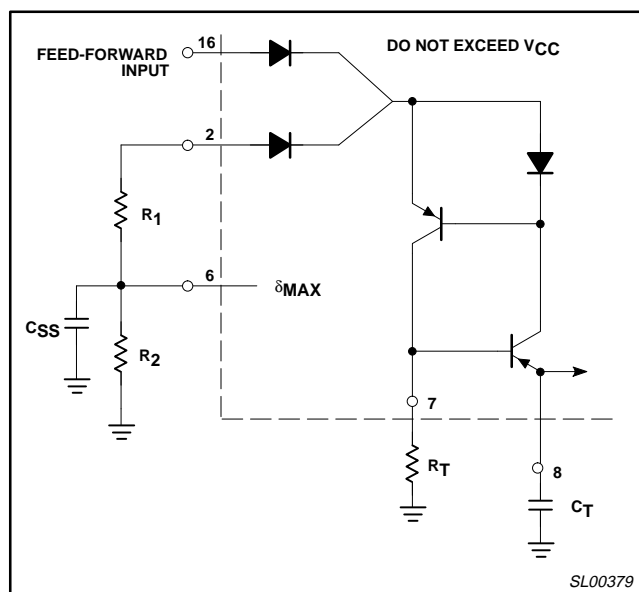 FEED-FORWARD
INPUT
16
DO NOT EXCEED VCC
2
R1
6
δMAX
CSS
R2
7
RT
8
CT
SL00379